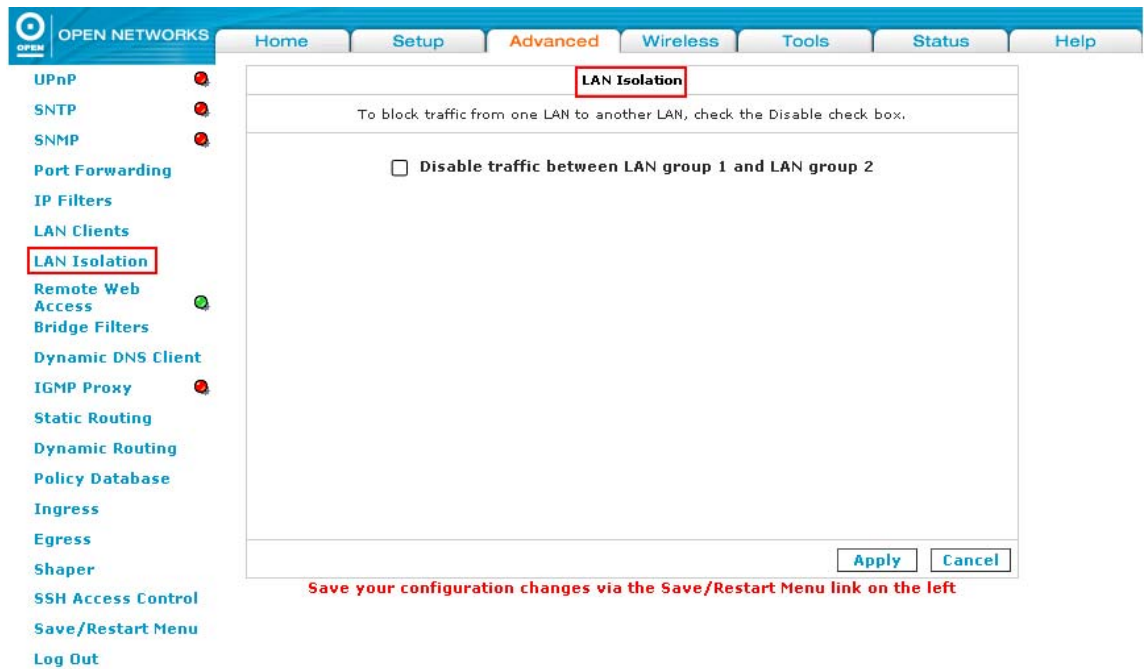 OPEN NETWORKS
OPEN
Home
Setup
Advanced
Wireless
Tools
Status
Help
UPnP
SNTP
SNMP
Port Forwarding
IP Filters
LAN Clients
LAN Isolation
Remote Web
Access
Bridge Filters
Dynamic DNS Client
IGMP Proxy
Static Routing
Dynamic Routing
Policy Database
Ingress
Egress
Shaper
SSH Access Control
Save/Restart Menu
Log Out
LAN Isolation
To block traffic from one LAN to another LAN, check the Disable check box.
Disable traffic between LAN group 1 and LAN group 2
Apply
Cancel
Save your configuration changes via the Save/Restart Menu link on the left